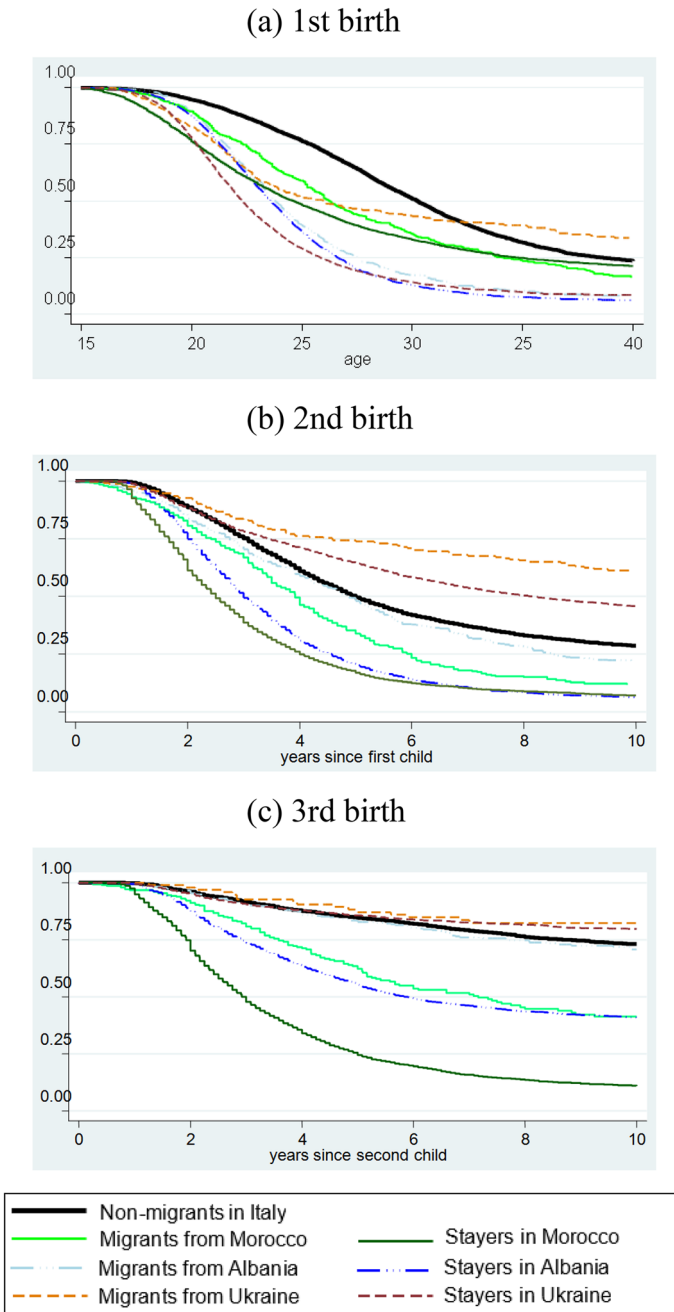 (a) 1st birth
1.00
0.75
0.50
0.25
0.00
15 20 25 30 25 40
age
(b) 2nd birth
1.00
0.75
0.50
0.25
0.00
0 2 4 6 8 10
years since first child
(c) 3rd birth
1.00
0.75
0.50
0.25
0.00
0 2 4 6 8 10
years since second child
Non-migrants in Italy
Migrants from Morocco Stayers in Morocco
Migrants from Albania Stayers in Albania
Migrants from Ukraine Stayers in Ukraine